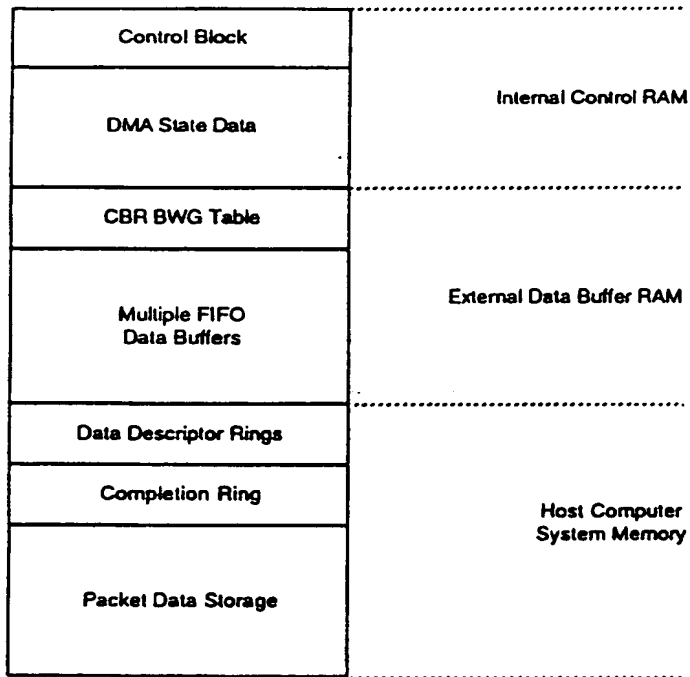 Control Block
Internal Control RAM
DMA State Data
CBR BWG Table
External Data Buffer RAM
Multiple FIFO
Data Buffers
Data Descriptor Rings
Completion Ring
Host Computer
System Memory
Packet Data Storage